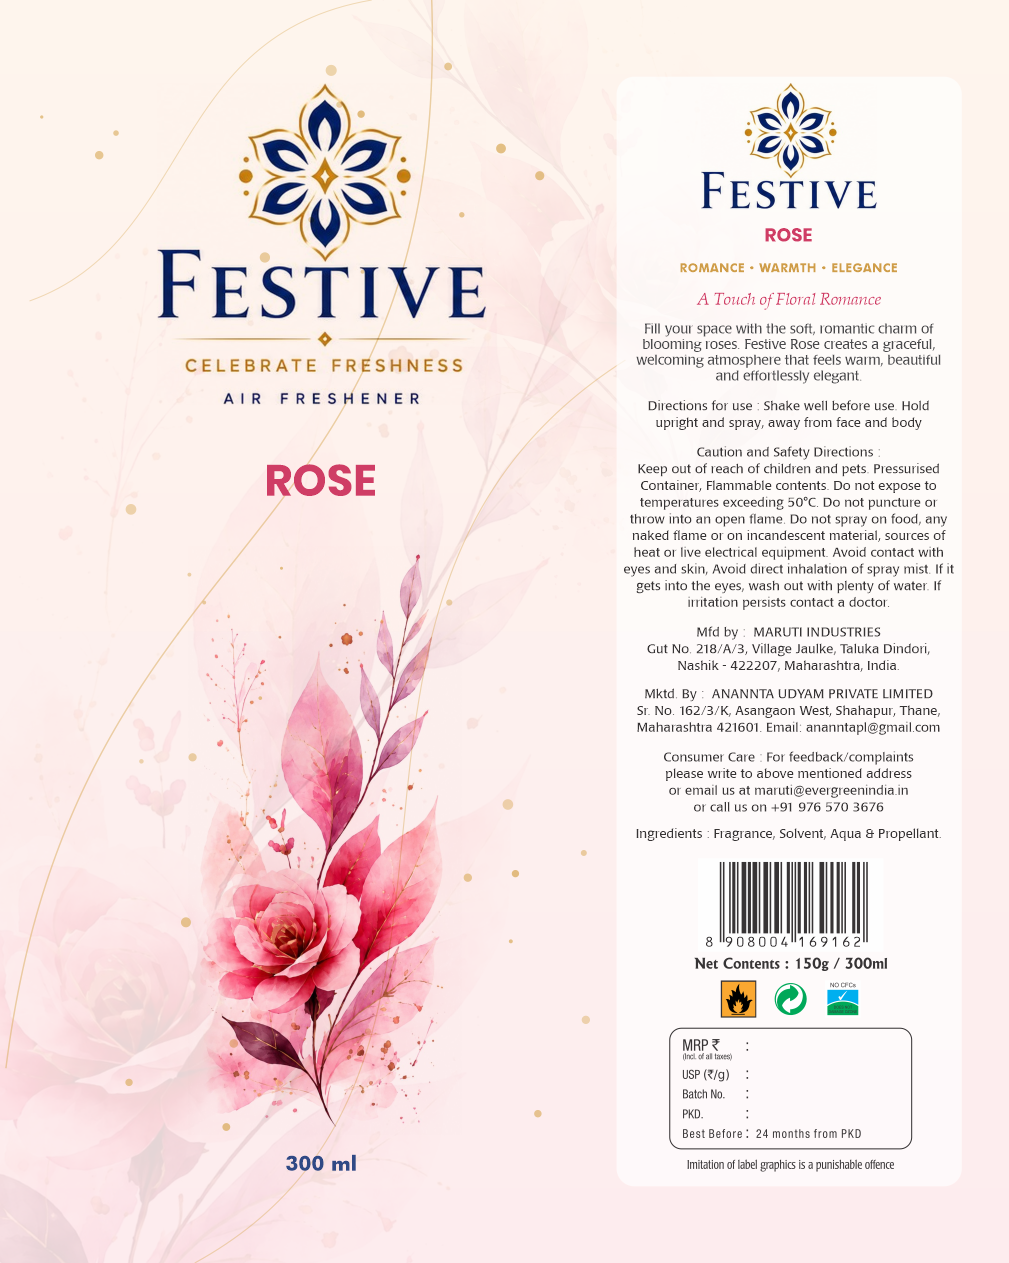 FESTIVE
CELEBRATE FRESHNESS
AIR FRESHENER
ROSE
300 ml
FESTIVE
ROSE
ROMANCE • WARMTH • ELEGANCE
A Touch of Floral Romance
Fill your space with the soft, romantic charm of
blooming roses. Festive Rose creates a graceful,
welcoming atmosphere that feels warm, beautiful
and effortlessly elegant.
Directions for use : Shake well before use. Hold
upright and spray, away from face and body
Caution and Safety Directions :
Keep out of reach of children and pets. Pressurised
Container, Flammable contents. Do not expose to
temperatures exceeding 50°C. Do not puncture or
throw into an open flame. Do not spray on food, any
naked flame or on incandescent material, sources of
heat or live electrical equipment. Avoid contact with
eyes and skin, Avoid direct inhalation of spray mist. If it
gets into the eyes, wash out with plenty of water. If
irritation persists contact a doctor.
Mfd by : MARUTI INDUSTRIES
Gut No. 218/A/3, Village Jaulke, Taluka Dindori,
Nashik - 422207, Maharashtra, India.
Mktd. By : ANANNTA UDYAM PRIVATE LIMITED
Sr. No. 162/3/K, Asangaon West, Shahapur, Thane,
Maharashtra 421601. Email: ananntapl@gmail.com
Consumer Care : For feedback/complaints
please write to above mentioned address
or email us at maruti@evergreenindia.in
or call us on +91 976 570 3676
Ingredients : Fragrance, Solvent, Aqua & Propellant.
8 908004 169162
Net Contents : 150g / 300ml
NO CFCs
MRP ₹ :
(Incl. of all taxes)
USP (₹/g) :
Batch No. :
PKD. :
Best Before : 24 months from PKD
Imitation of label graphics is a punishable offence